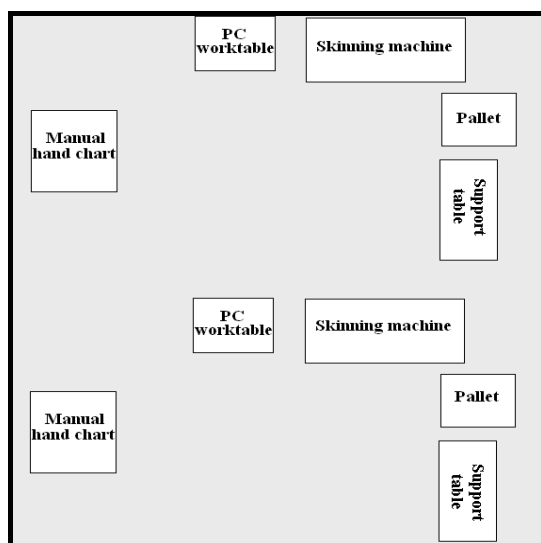 PC
worktable
Skinning machine
Pallet
Manual
hand chart
Support
table
PC
worktable
Skinning machine
Pallet
Manual
hand chart
Support
table